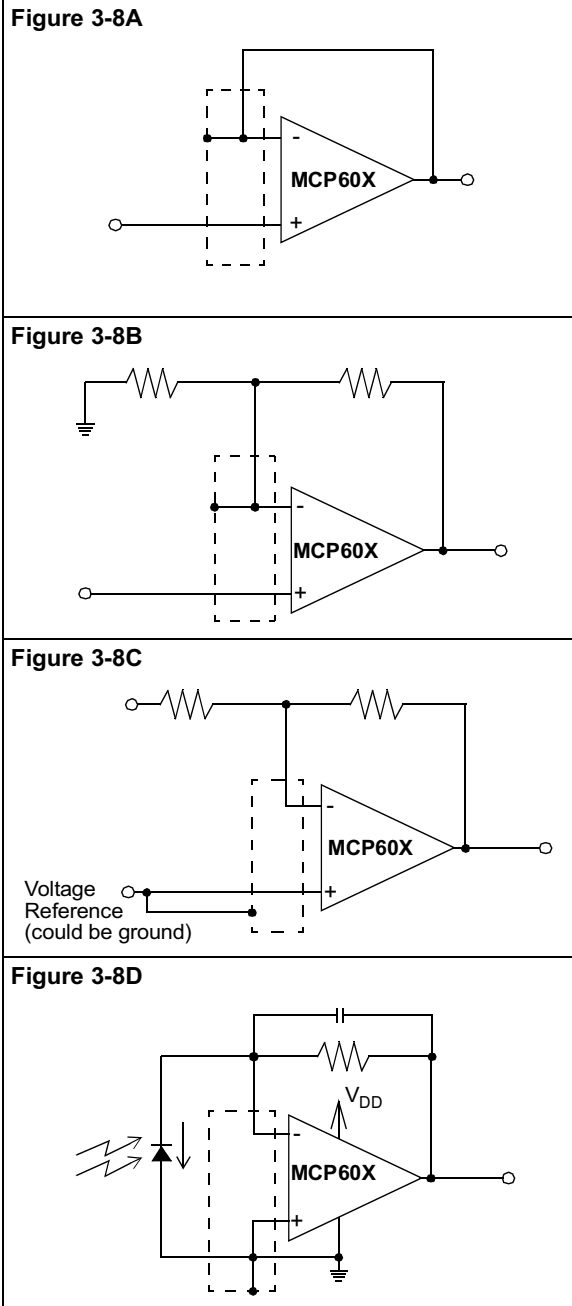 Figure 3-8A
-
MCP60X
+
Figure 3-8B
-
MCP60X
+
Figure 3-8C
-
MCP60X
+
Voltage
Reference
(could be ground)
Figure 3-8D
VDD
-
MCP60X
+